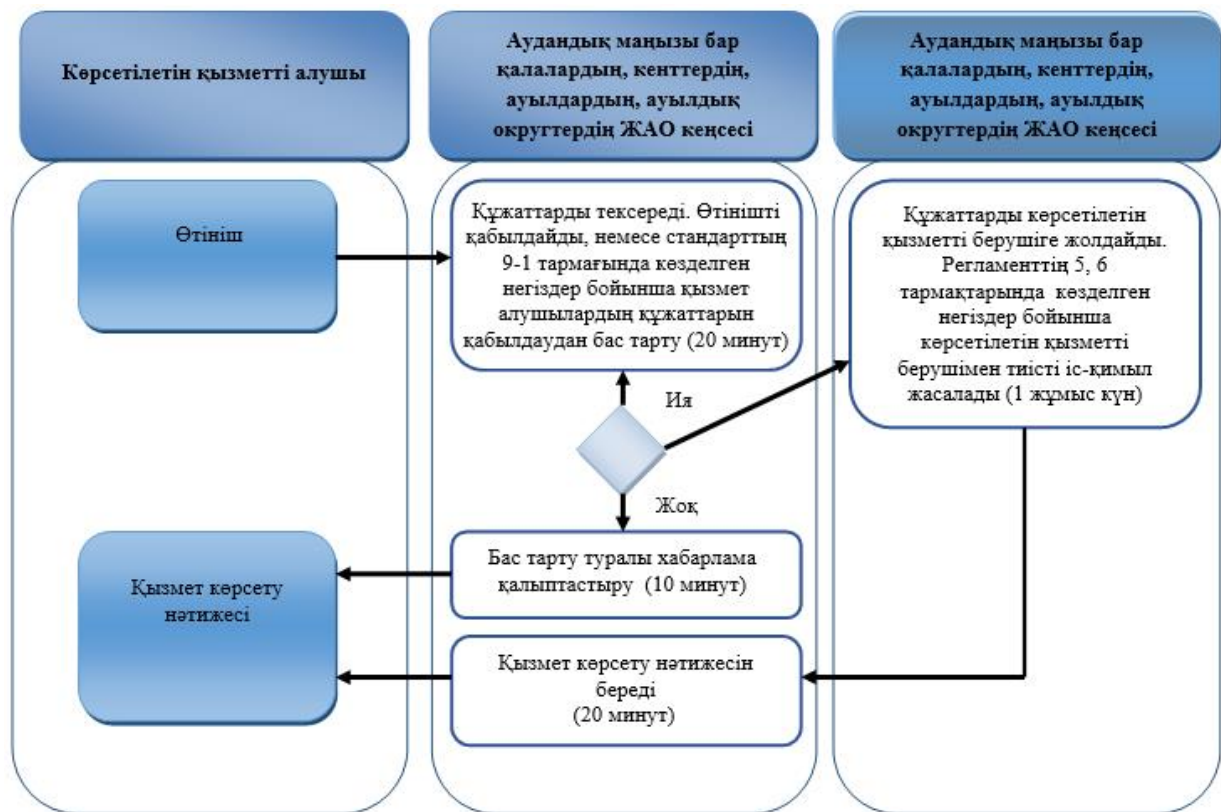 Көрсетілетін қызметті алушы
Аудандық маңызы бар
қалалардың, кенттердің,
ауылдардың, ауылдық
округтердің ЖАО кеңсесі
Аудандық маңызы бар
қалалардың, кенттердің,
ауылдардың, ауылдық
округтердің ЖАО кеңсесі
Өтініш
Құжаттарды тексереді. Өтінішті
қабылдайды, немесе стандарттың
9-1 тармағында көзделген
негіздер бойынша қызмет
алушылардың құжаттарын
қабылдаудан бас тарту (20 минут)
Құжаттарды көрсетілетін
қызметті берушіге жолдайды.
Регламенттің 5, 6
тармақтарында көзделген
негіздер бойынша
көрсетілетін қызметті
берушімен тиісті іс-қимыл
жасалады (1 жұмыс күн)
Ия
Жоқ
Бас тарту туралы хабарлама
қалыптастыру (10 минут)
Қызмет көрсету
нәтижесі
Қызмет көрсету нәтижесін
береді
(20 минут)